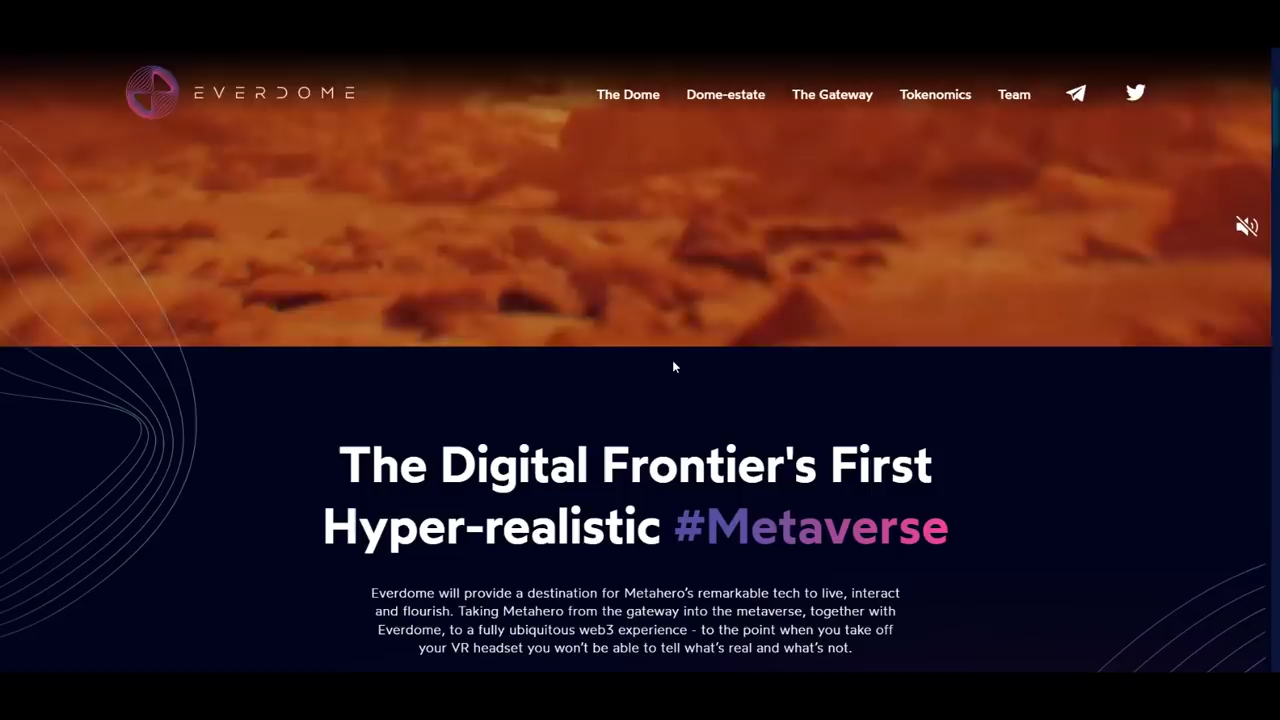 EVERDOME
The Dome
Dome-estate
The Gateway
Tokenomics
Team
The Digital Frontier's First
Hyper-realistic #Metaverse
Everdome will provide a destination for Metahero’s remarkable tech to live, interact
and flourish. Taking Metahero from the gateway into the metaverse, together with
Everdome, to a fully ubiquitous web3 experience - to the point when you take off
your VR headset you won’t be able to tell what’s real and what’s not.